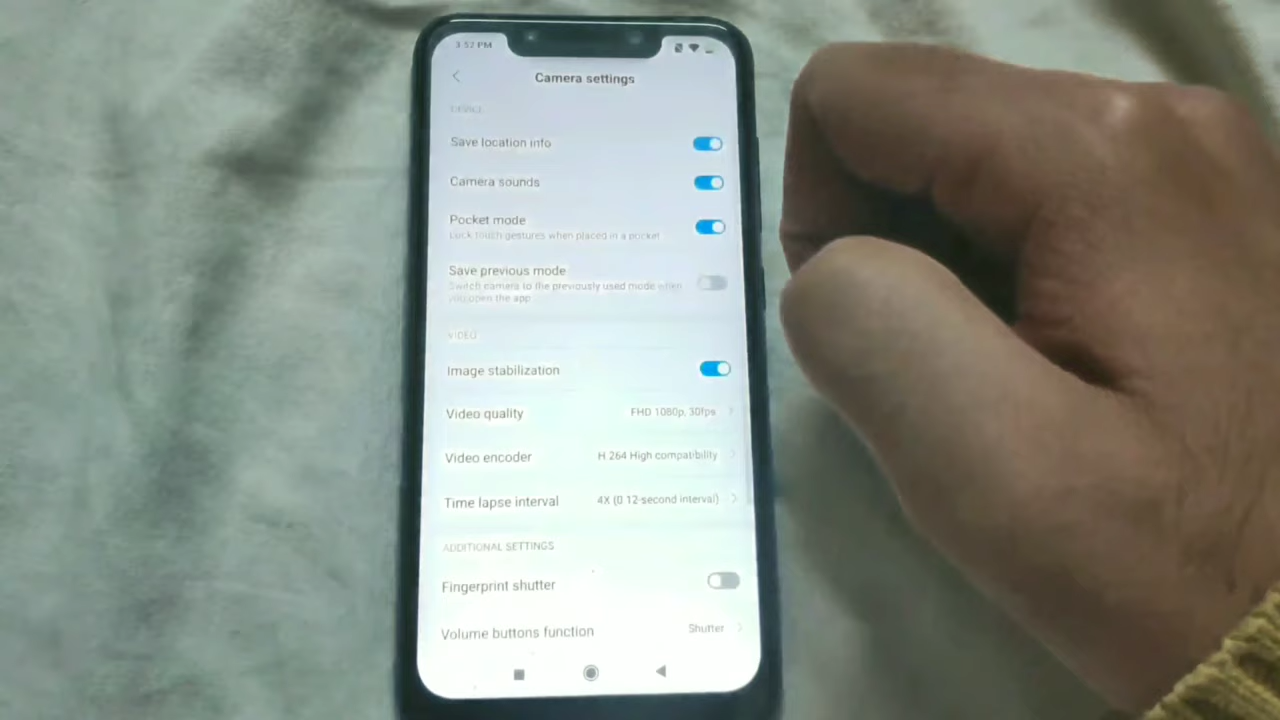 3:52 PM
Camera settings
DEVICE
Save location info
Camera sounds
Pocket mode
Lock touch gestures when placed in a pocket
Save previous mode
Switch camera to the previously used mode when
you open the app
VIDEO
Image stabilization
Video quality FHD 1080p, 30fps
Video encoder H.264 High compatibility
Time lapse interval 4X (0.12-second interval)
ADDITIONAL SETTINGS
Fingerprint shutter
Volume buttons function Shutter